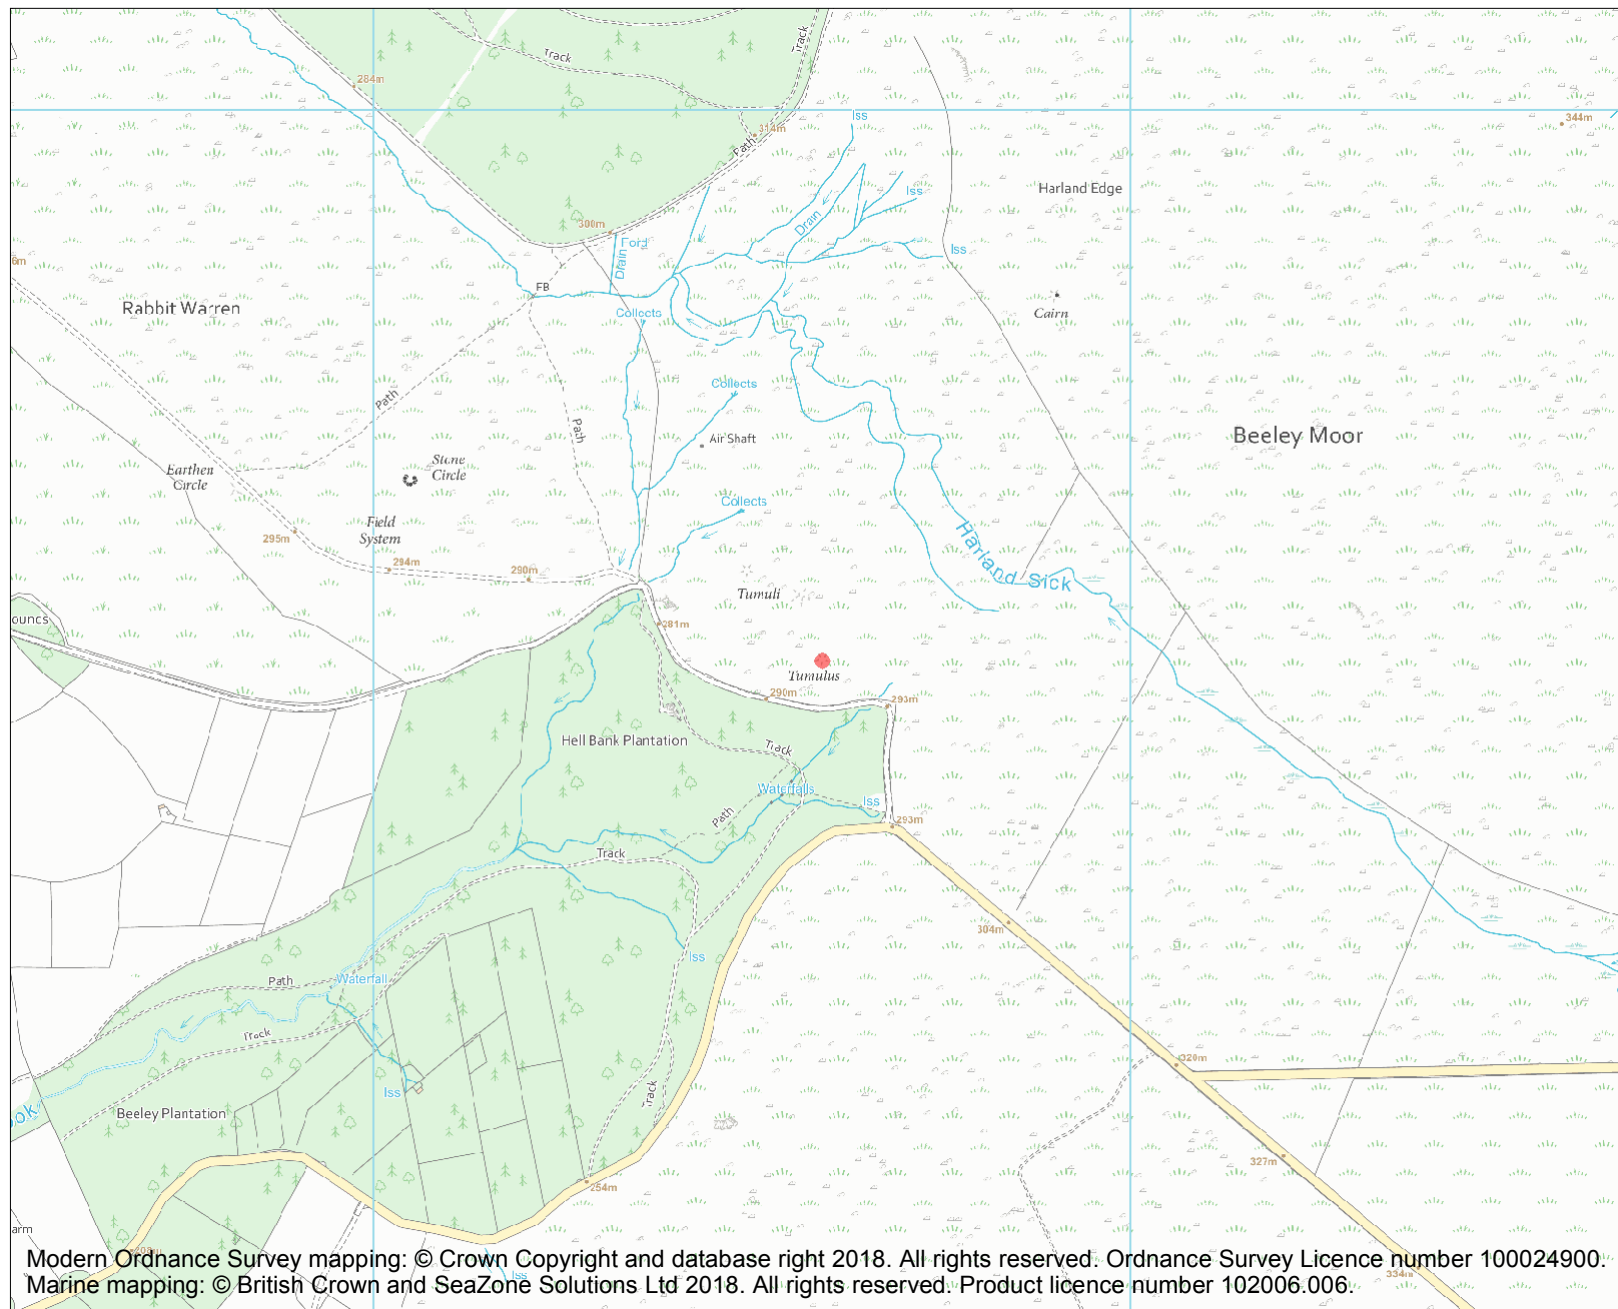 Track
Track
284m
314m
Path
Iss
344m
Harland Edge
Iss
Drain
300m
Ford
Drain
Iss
6m
FB
Rabbit Warren
Collects
Cairn
Collects
Path
Path
Air Shaft
Beeley Moor
Stone
Circle
Earthen
Circle
Collects
Field
System
295m
294m
290m
Harland Sick
Tumuli
281m
Tumulus
290m
293m
Hell Bank Plantation
Track
Waterfalls
Iss
Path
293m
Track
304m
Iss
Path
Waterfall
Track
320m
Iss
Track
Beeley Plantation
327m
254m
arm
Modern Ordnance Survey mapping: © Crown Copyright and database right 2018. All rights reserved. Ordnance Survey Licence number 100024900.
334m
Iss
Marine mapping: © British Crown and SeaZone Solutions Ltd 2018. All rights reserved. Product licence number 102006.006.